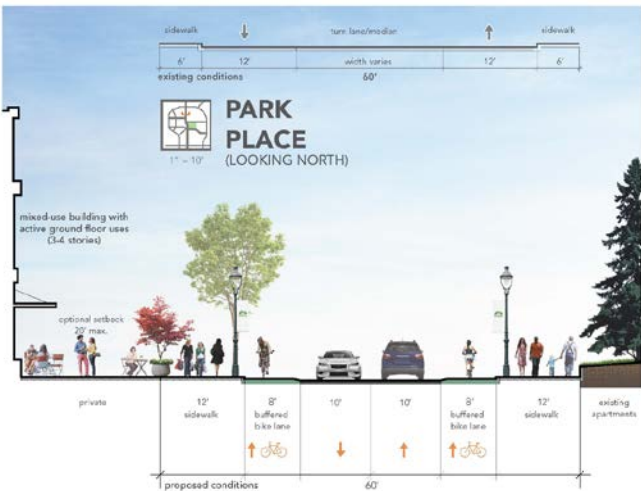 sidewalk turn lane/median sidewalk
6' 12' width varies 12' 6'
existing conditions 60'
PARK
PLACE
(LOOKING NORTH)
1" = 10'
mixed-use building with
active ground floor uses
(3-4 stories)
optional setback
20' max.
private 12' 8' 10' 10' 8' 12' existing
sidewalk buffered buffered sidewalk apartments
bike lane bike lane
proposed conditions 60'